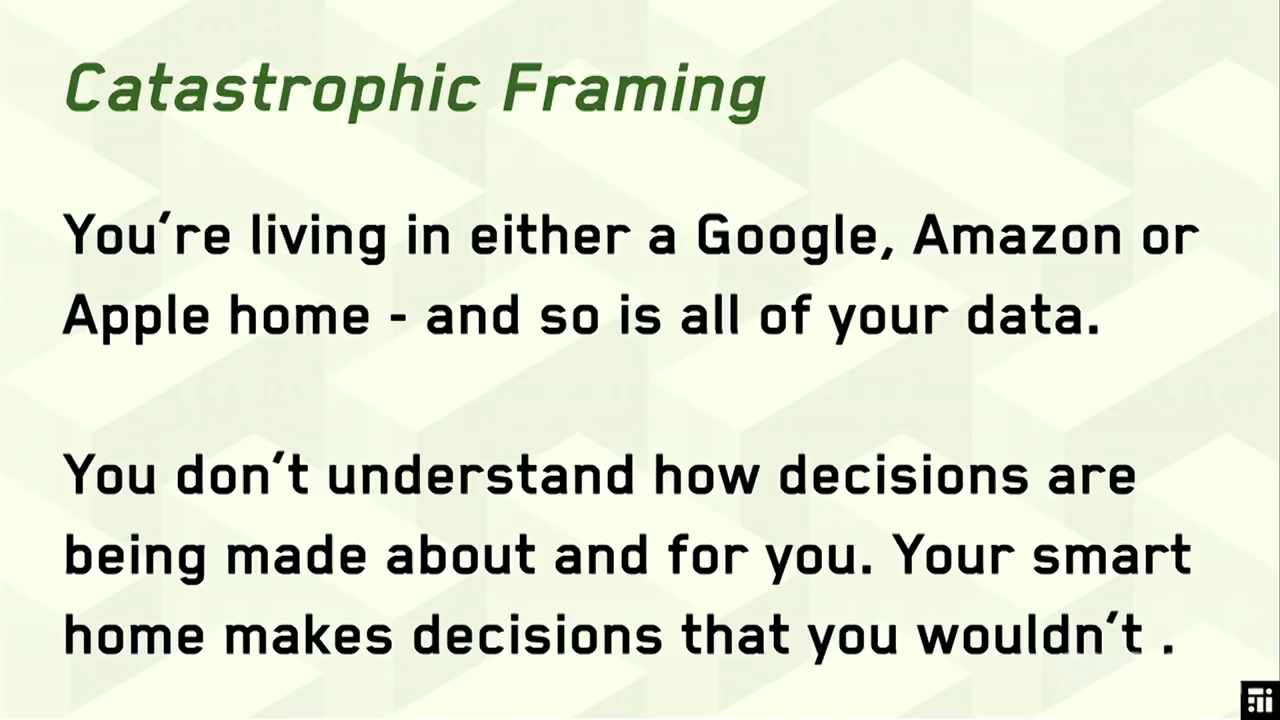 Catastrophic Framing
You’re living in either a Google, Amazon or
Apple home - and so is all of your data.
You don’t understand how decisions are
being made about and for you. Your smart
home makes decisions that you wouldn’t .